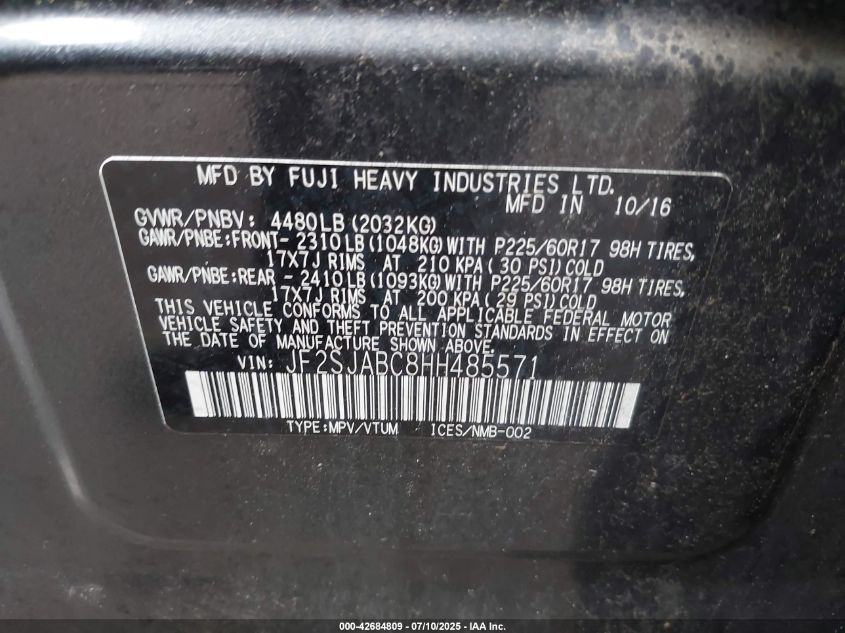 MFD BY FUJI HEAVY INDUSTRIES LTD.
MFD IN 10/16
GVWR/PNBV: 4480LB (2032KG)
GAWR/PNBE:FRONT- 2310LB (1048KG) WITH P225/60R17 98H TIRES,
17X7J RIMS AT 210 KPA( 30 PSI) COLD
GAWR/PNBE:REAR - 2410LB (1093KG) WITH P225/60R17 98H TIRES,
17X7J RIMS AT 200 KPA( 29 PSI) COLD
THIS VEHICLE CONFORMS TO ALL APPLICABLE FEDERAL MOTOR
VEHICLE SAFETY AND THEFT PREVENTION STANDARDS IN EFFECT ON
THE DATE OF MANUFACTURE SHOWN ABOVE.
VIN: JF2SJABC8HH485571
TYPE:MPV/VTUM ICES/NMB-002
000-42684809 - 07/10/2025 - IAA Inc.